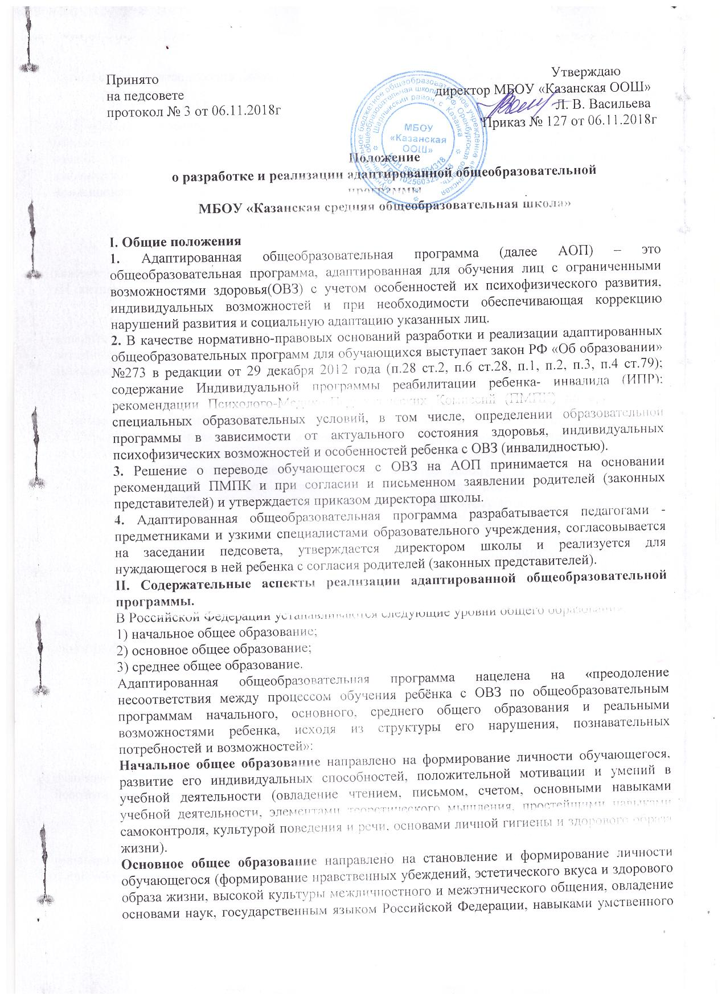 Принято
на педсовете
протокол № 3 от 06.11.2018г
Утверждаю
директор МБОУ «Казанская ООШ»
Л. В. Васильева
Приказ № 127 от 06.11.2018г
МБОУ
«Казанская
ООШ»
Положение
о разработке и реализации адаптированной общеобразовательной
программы
МБОУ «Казанская средняя общеобразовательная школа»
I. Общие положения
1. Адаптированная общеобразовательная программа (далее АОП) – это
общеобразовательная программа, адаптированная для обучения лиц с ограниченными
возможностями здоровья(ОВЗ) с учетом особенностей их психофизического развития,
индивидуальных возможностей и при необходимости обеспечивающая коррекцию
нарушений развития и социальную адаптацию указанных лиц.
2. В качестве нормативно-правовых оснований разработки и реализации адаптированных
общеобразовательных программ для обучающихся выступает закон РФ «Об образовании»
№273 в редакции от 29 декабря 2012 года (п.28 ст.2, п.6 ст.28, п.1, п.2, п.3, п.4 ст.79);
содержание Индивидуальной программы реабилитации ребенка- инвалида (ИПР);
рекомендации Психолого-Медико-Педагогических Комиссий (ПМПК)
специальных образовательных условий, в том числе, определении образовательной
программы в зависимости от актуального состояния здоровья, индивидуальных
психофизических возможностей и особенностей ребенка с ОВЗ (инвалидностью).
3. Решение о переводе обучающегося с ОВЗ на АОП принимается на основании
рекомендаций ПМПК и при согласии и письменном заявлении родителей (законных
представителей) и утверждается приказом директора школы.
4. Адаптированная общеобразовательная программа разрабатывается педагогами -
предметниками и узкими специалистами образовательного учреждения, согласовывается
на заседании педсовета, утверждается директором школы и реализуется для
нуждающегося в ней ребенка с согласия родителей (законных представителей).
II. Содержательные аспекты реализации адаптированной общеобразовательной
программы.
В Российской Федерации устанавливаются следующие уровни общего образования:
1) начальное общее образование;
2) основное общее образование;
3) среднее общее образование.
Адаптированная общеобразовательная программа нацелена на «преодоление
несоответствия между процессом обучения ребёнка с ОВЗ по общеобразовательным
программам начального, основного, среднего общего образования и реальными
возможностями ребенка, исходя из структуры его нарушения, познавательных
потребностей и возможностей»:
Начальное общее образование направлено на формирование личности обучающегося,
развитие его индивидуальных способностей, положительной мотивации и умений в
учебной деятельности (овладение чтением, письмом, счетом, основными навыками
учебной деятельности, элементами теоретического мышления, простейшими навыками
самоконтроля, культурой поведения и речи, основами личной гигиены и здорового образа
жизни).
Основное общее образование направлено на становление и формирование личности
обучающегося (формирование нравственных убеждений, эстетического вкуса и здорового
образа жизни, высокой культуры межличностного и межэтнического общения, овладение
основами наук, государственным языком Российской Федерации, навыками умственного